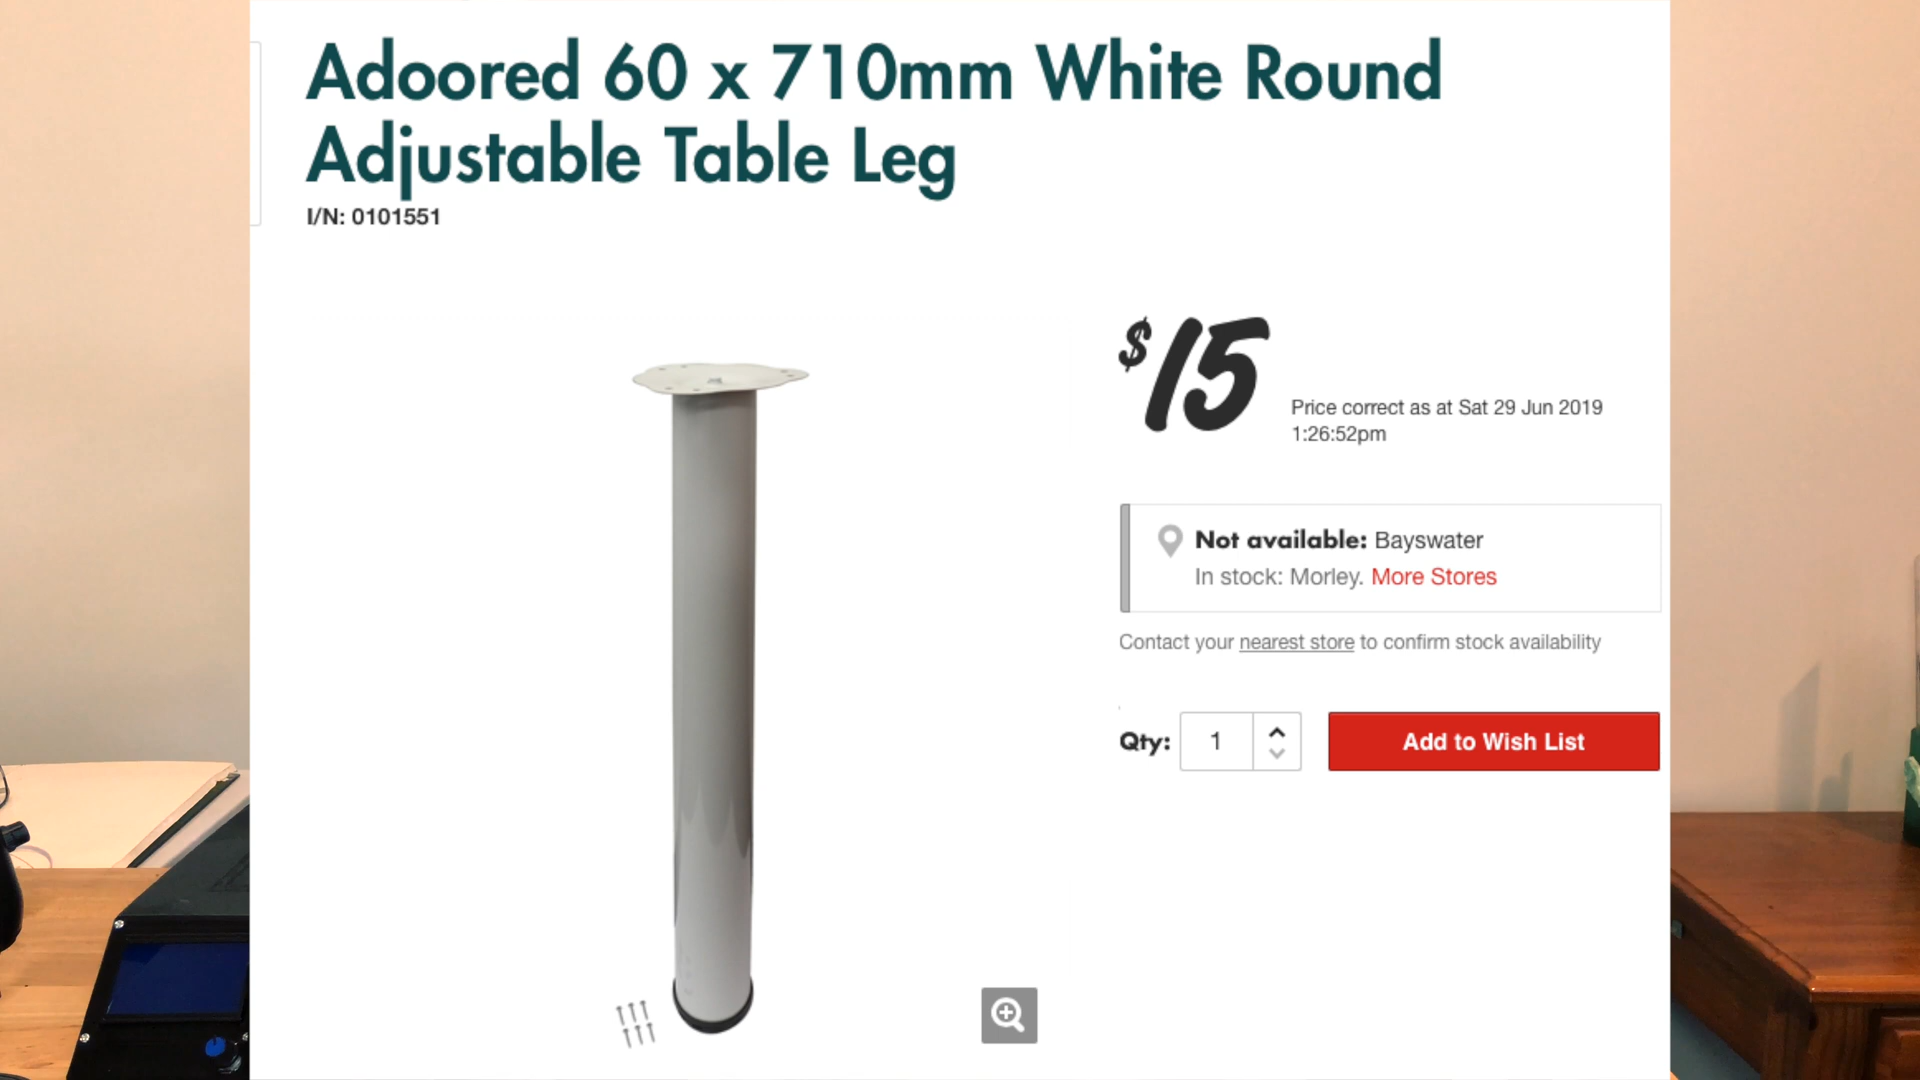 Adoored 60 x 710mm White Round
Adjustable Table Leg
I/N: 0101551
$15
Price correct as at Sat 29 Jun 2019
1:26:52pm
Not available: Bayswater
In stock: Morley. More Stores
Contact your nearest store to confirm stock availability
Qty: 1
Add to Wish List